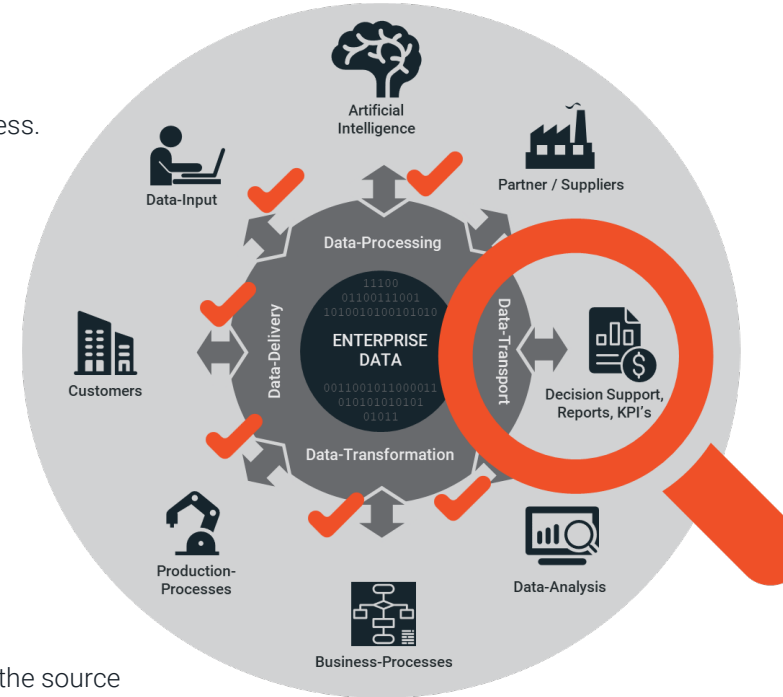 ess.
Artificial
Intelligence
Data-Input
Partner / Suppliers
Data-Processing
11100
01100111001
1010010100101010
ENTERPRISE
DATA
0011001011000011
010101010101
01011
Data-Delivery
Data-Transport
Customers
Decision Support,
Reports, KPI's
Data-Transformation
Production-
Processes
Data-Analysis
Business-Processes
the source